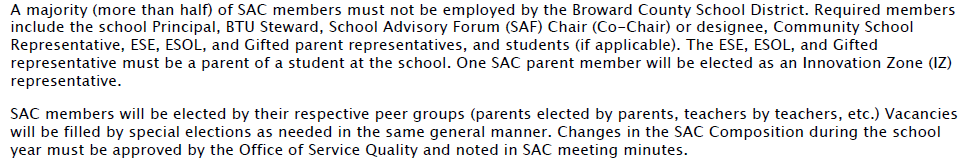 A majority (more than half) of SAC members must not be employed by the Broward County School District. Required members
include the school Principal, BTU Steward, School Advisory Forum (SAF) Chair (Co-Chair) or designee, Community School
Representative, ESE, ESOL, and Gifted parent representatives, and students (if applicable). The ESE, ESOL, and Gifted
representative must be a parent of a student at the school. One SAC parent member will be elected as an Innovation Zone (IZ)
representative.

SAC members will be elected by their respective peer groups (parents elected by parents, teachers by teachers, etc.) Vacancies
will be filled by special elections as needed in the same general manner. Changes in the SAC Composition during the school
year must be approved by the Office of Service Quality and noted in SAC meeting minutes.